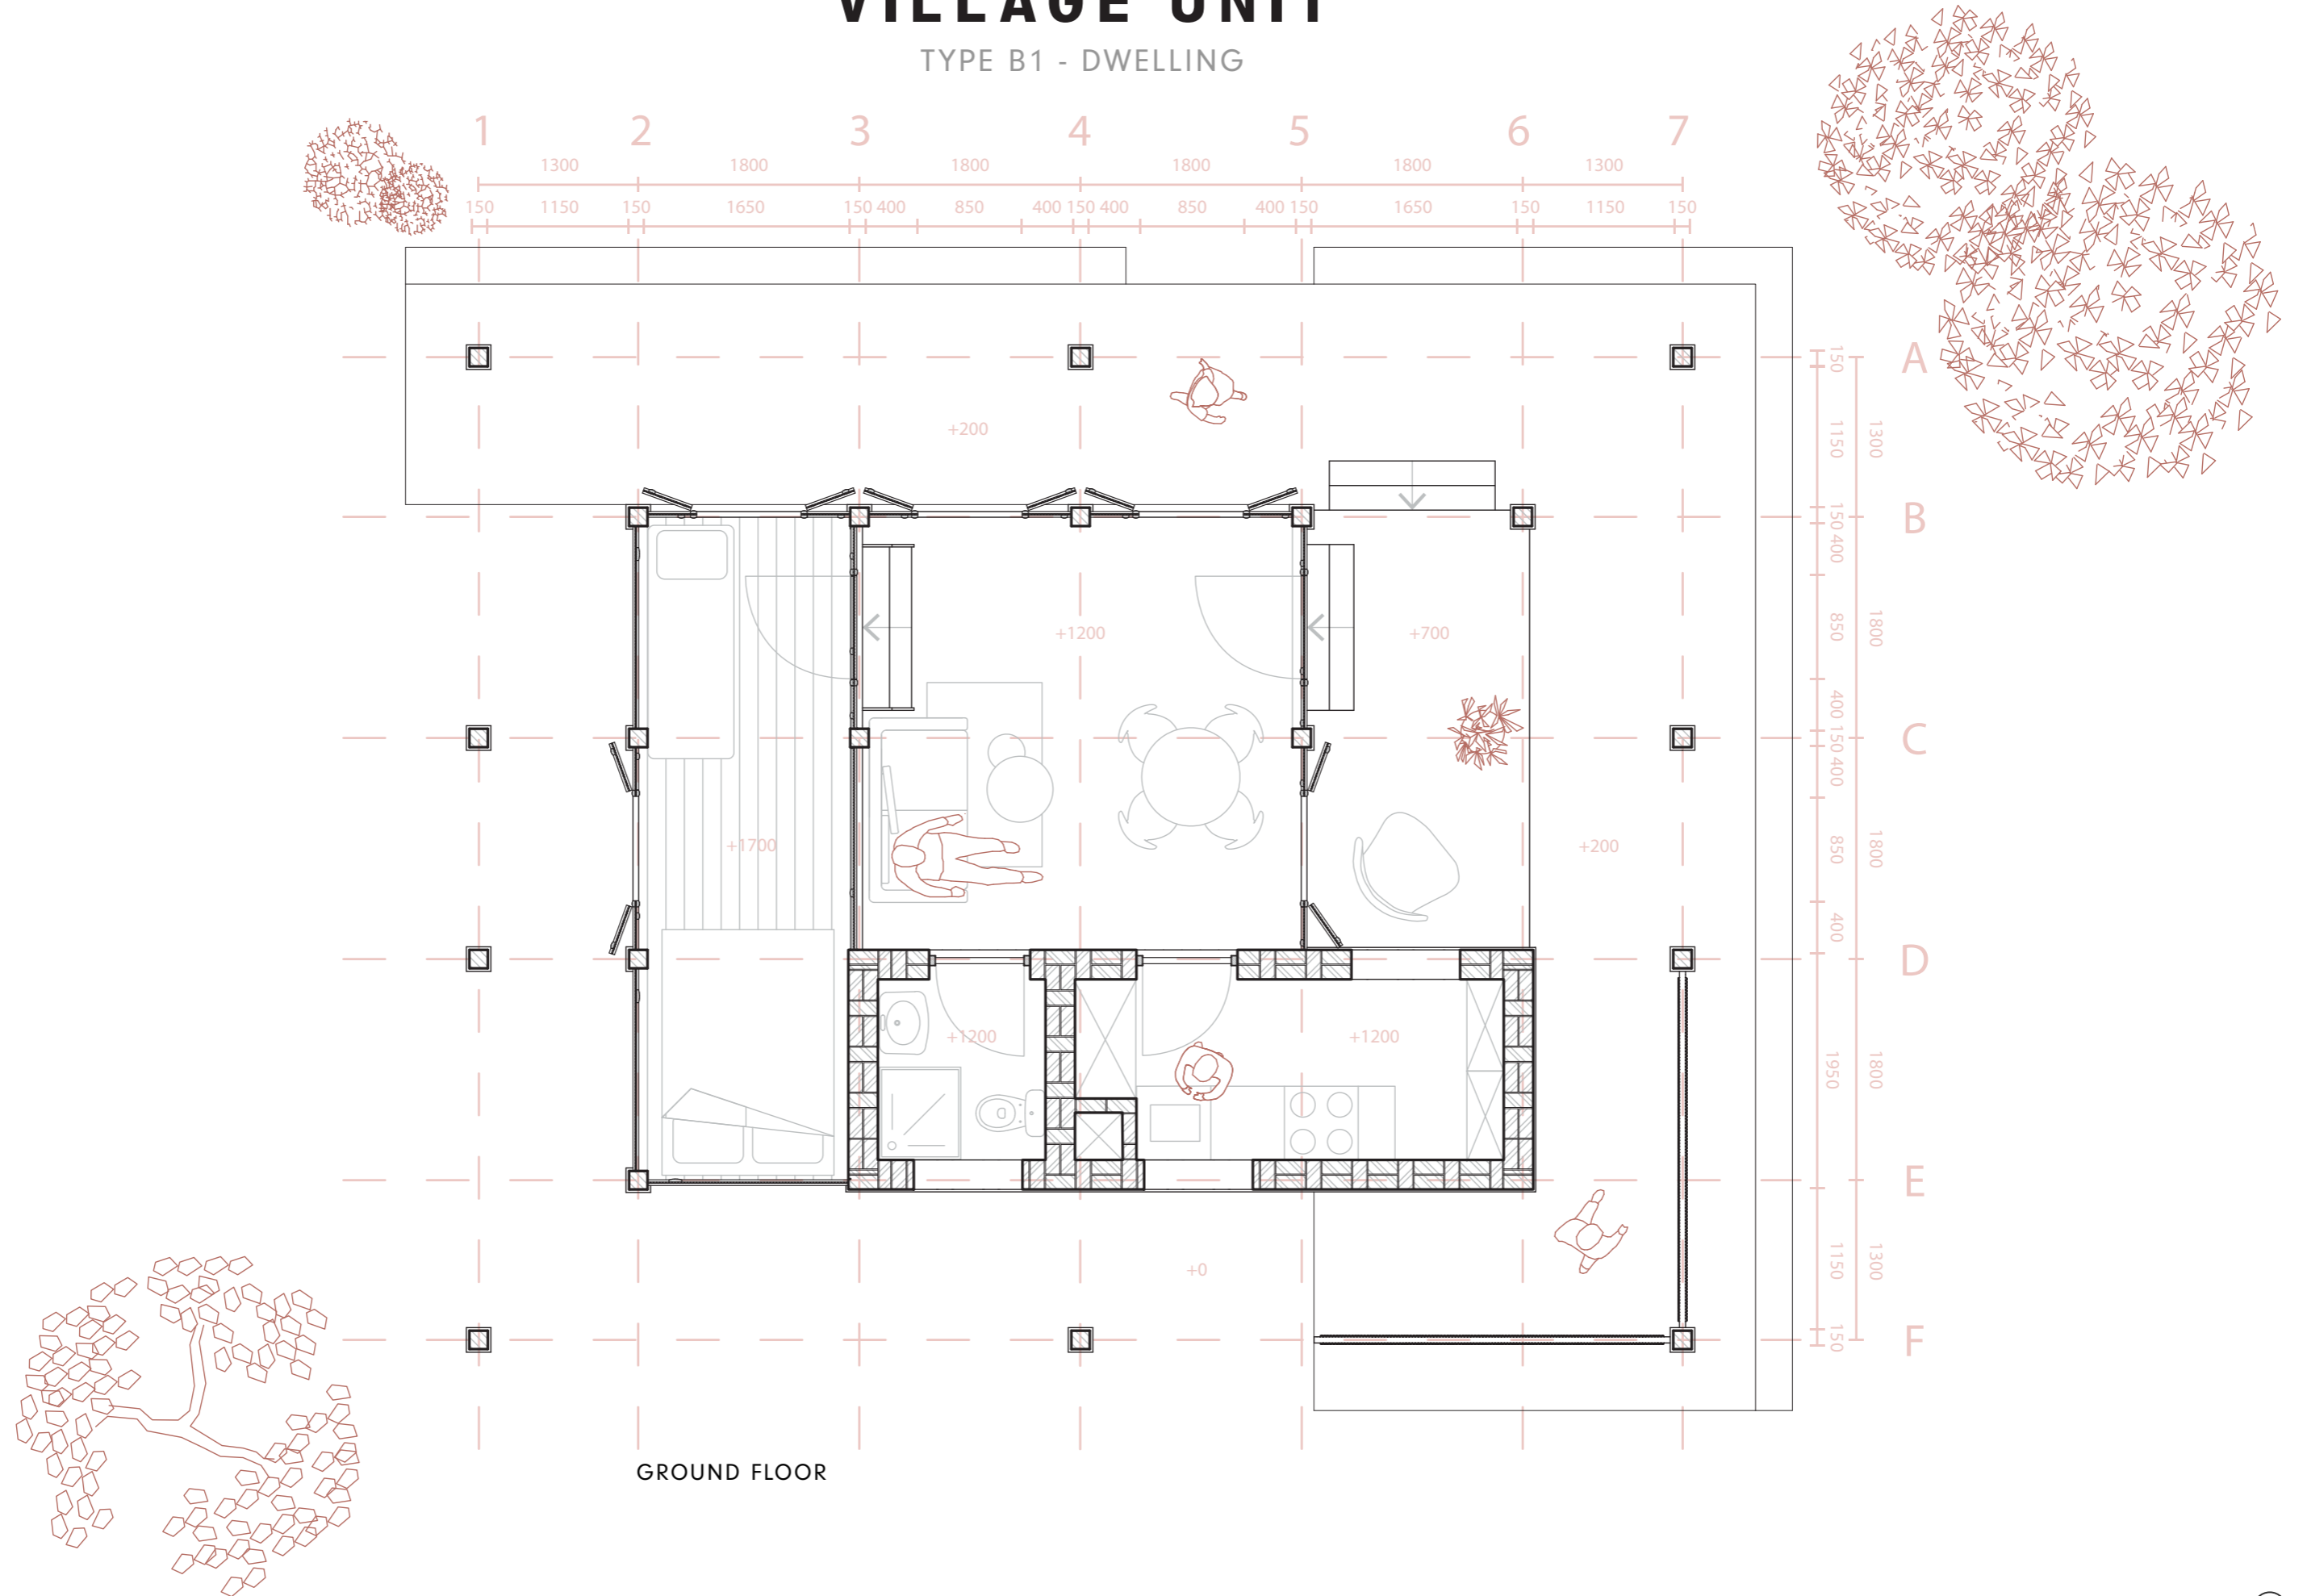 VILLAGE UNIT
TYPE B1 - DWELLING
1 2 3 4 5 6 7
1300 1800 1800 1800 1800 1300
150 1150 150 1650 150 400 850 400 150 400 850 400 150 1650 150 1150 150
A
B
C
D
E
F
150 1150 150 400 850 400 150 400 850 400 1950 1150 150
1300 1800 1800 1800 1300
+200
+1200
+700
+1700
+200
+1200
+1200
+0
GROUND FLOOR